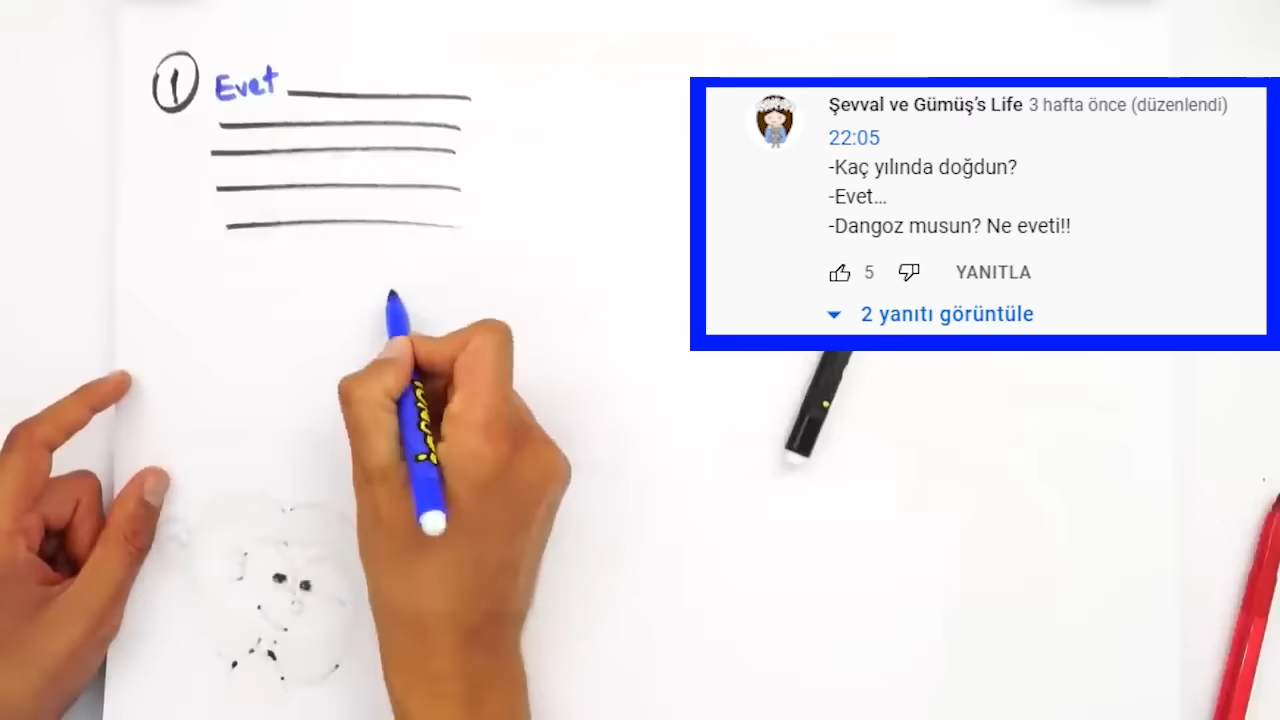 1 Evet
Şevval ve Gümüş's Life 3 hafta önce (düzenlendi)
22:05
-Kaç yılında doğdun?
-Evet...
-Dangoz musun? Ne eveti!!
5 YANITLA
2 yanıtı görüntüle